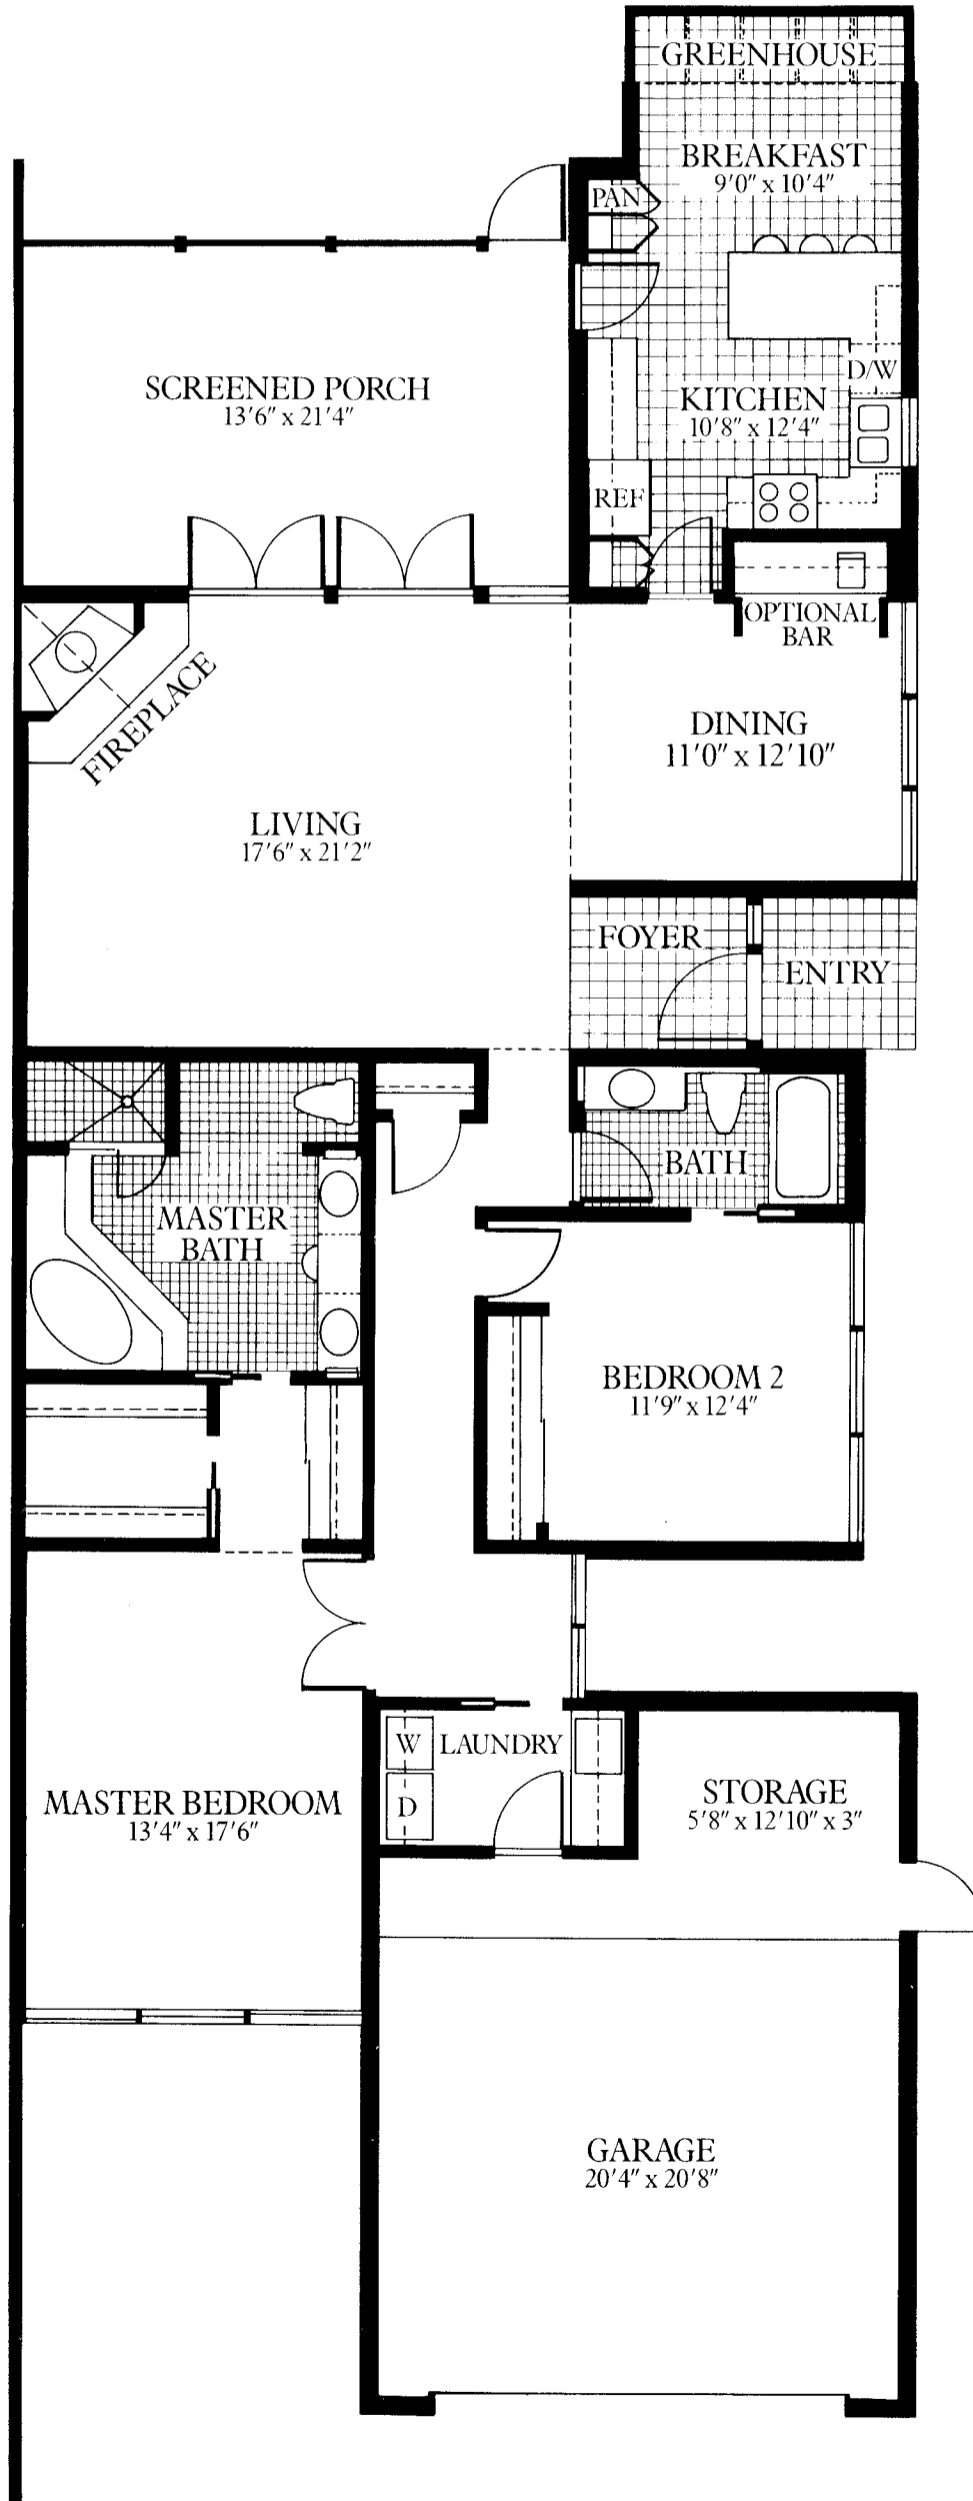 GREENHOUSE
BREAKFAST
9'0" x 10'4"
PAN
SCREENED PORCH
13'6" x 21'4"
D/W
KITCHEN
10'8" x 12'4"
REF
OPTIONAL
BAR
FIREPLACE
DINING
11'0" x 12'10"
LIVING
17'6" x 21'2"
FOYER
ENTRY
BATH
MASTER
BATH
BEDROOM 2
11'9" x 12'4"
W
LAUNDRY
D
STORAGE
5'8" x 12'10" x 3"
MASTER BEDROOM
13'4" x 17'6"
GARAGE
20'4" x 20'8"